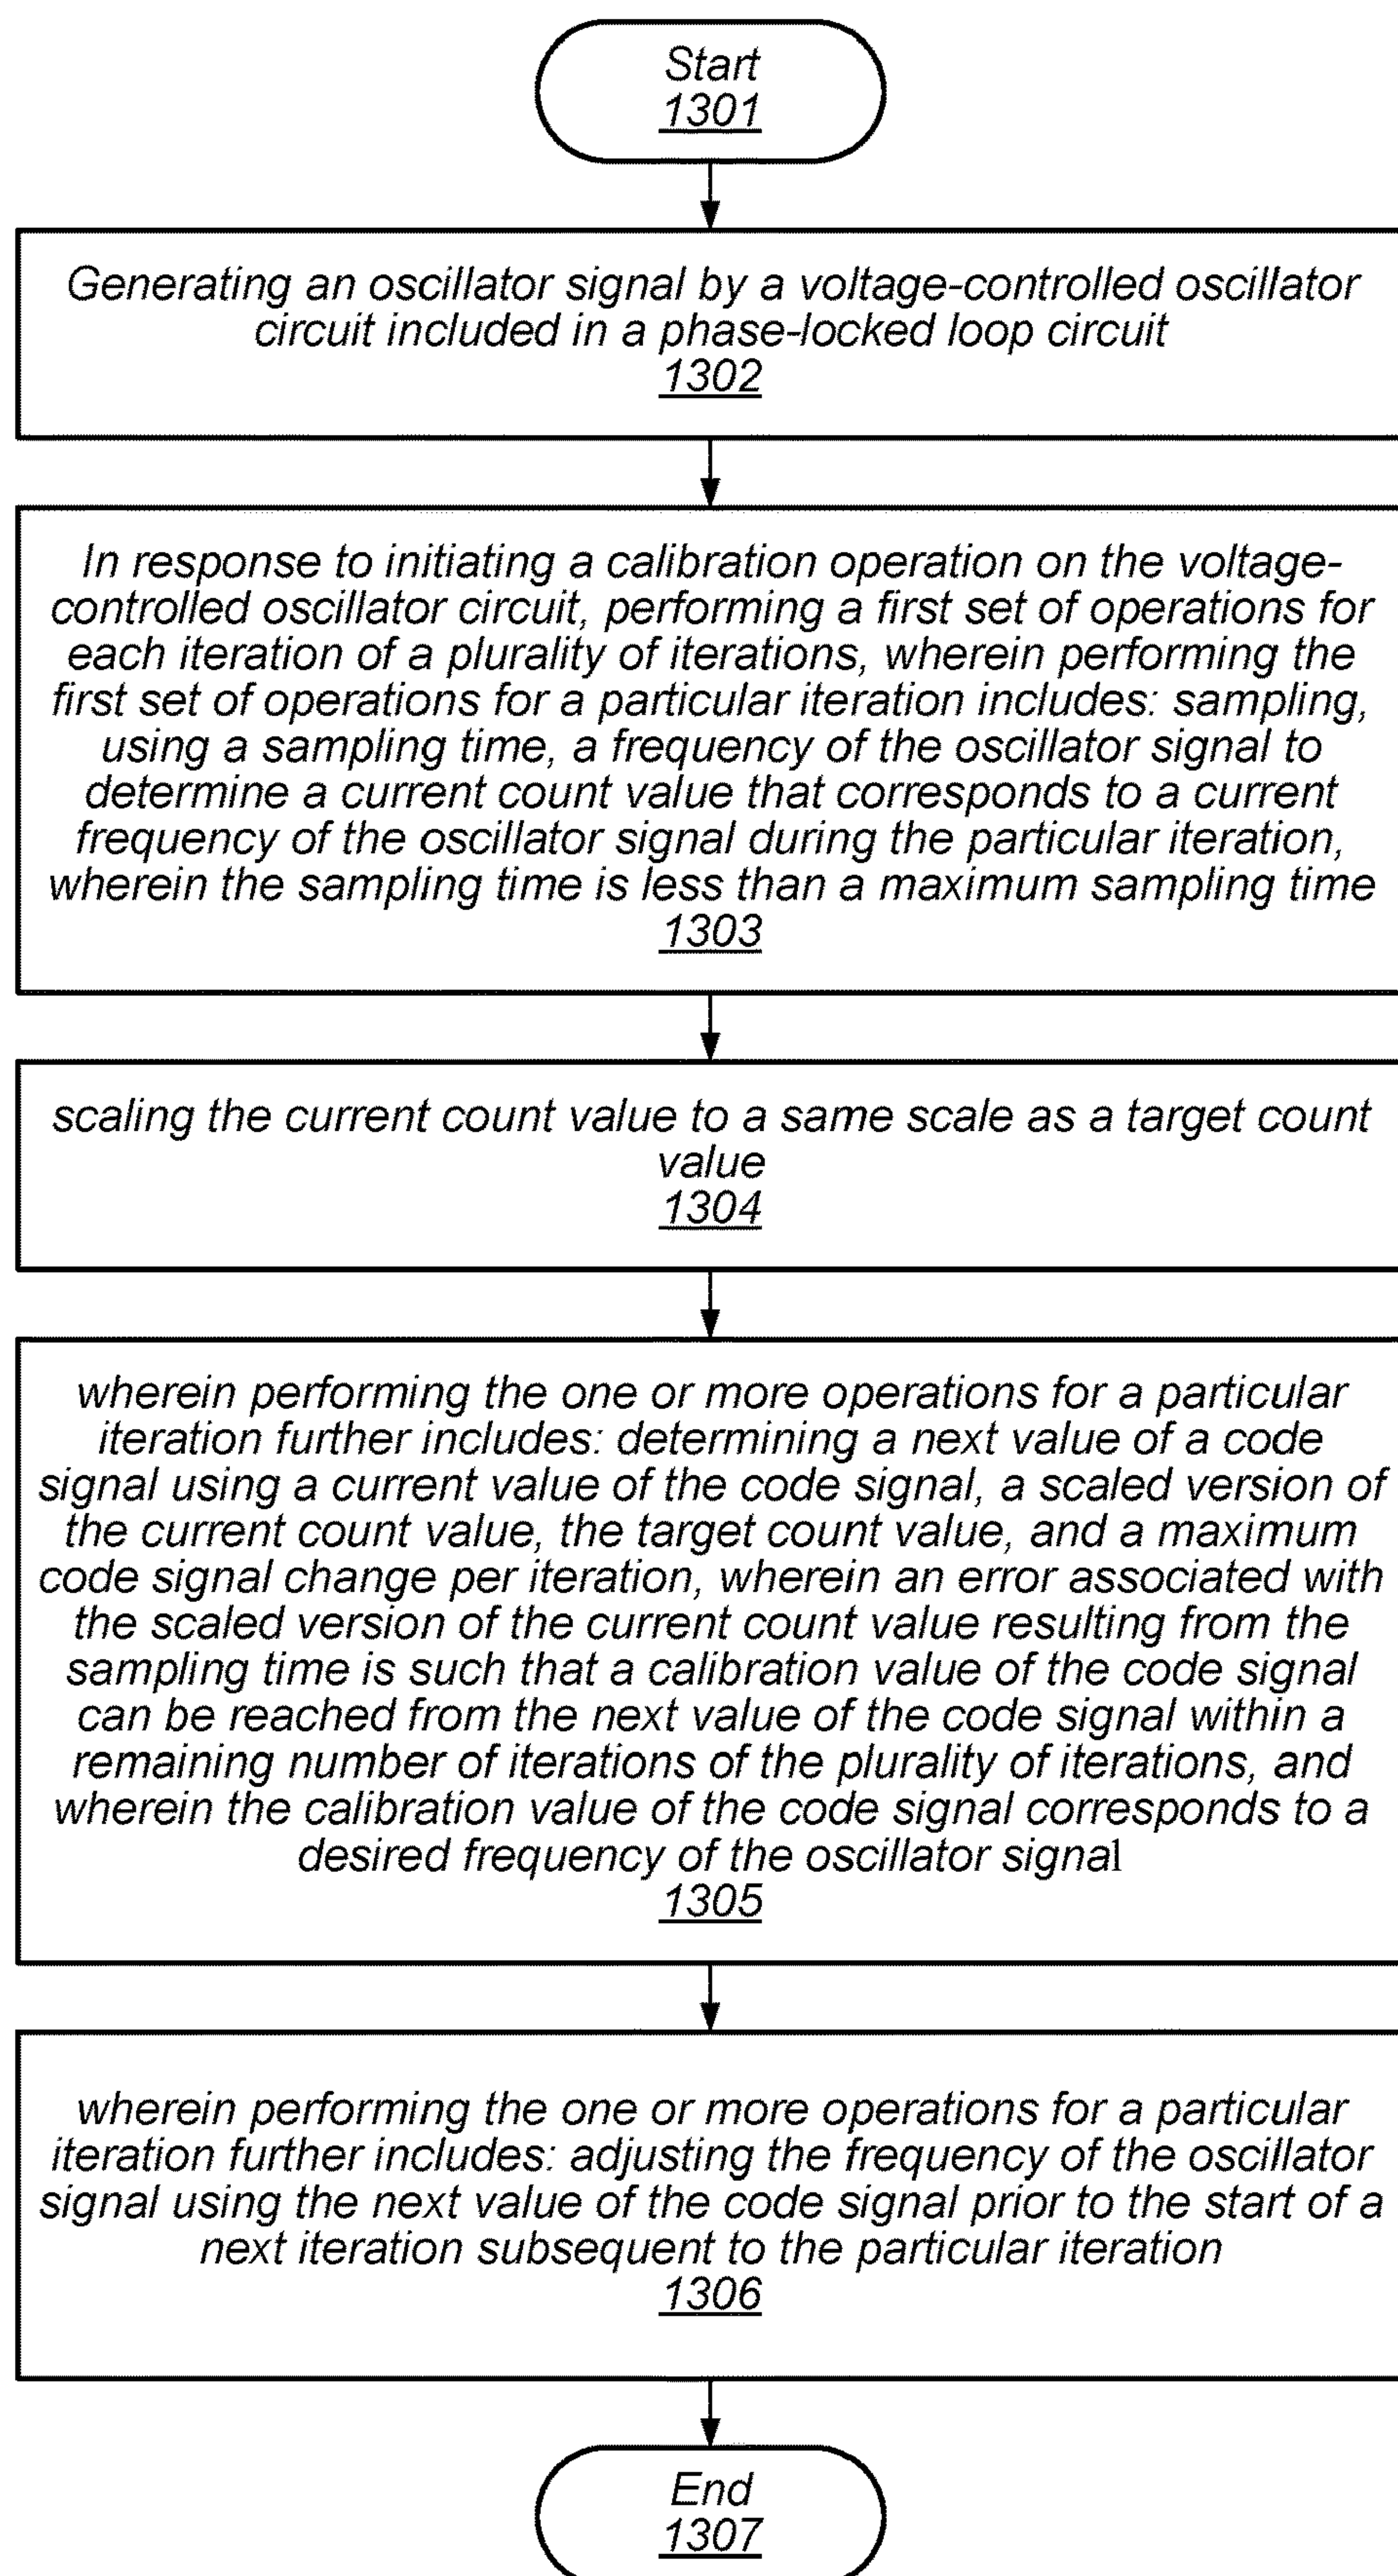 Start
1301
Generating an oscillator signal by a voltage-controlled oscillator
circuit included in a phase-locked loop circuit
1302
In response to initiating a calibration operation on the voltage-
controlled oscillator circuit, performing a first set of operations for
each iteration of a plurality of iterations, wherein performing the
first set of operations for a particular iteration includes: sampling,
using a sampling time, a frequency of the oscillator signal to
determine a current count value that corresponds to a current
frequency of the oscillator signal during the particular iteration,
wherein the sampling time is less than a maximum sampling time
1303
scaling the current count value to a same scale as a target count
value
1304
wherein performing the one or more operations for a particular
iteration further includes: determining a next value of a code
signal using a current value of the code signal, a scaled version of
the current count value, the target count value, and a maximum
code signal change per iteration, wherein an error associated with
the scaled version of the current count value resulting from the
sampling time is such that a calibration value of the code signal
can be reached from the next value of the code signal within a
remaining number of iterations of the plurality of iterations, and
wherein the calibration value of the code signal corresponds to a
desired frequency of the oscillator signal
1305
wherein performing the one or more operations for a particular
iteration further includes: adjusting the frequency of the oscillator
signal using the next value of the code signal prior to the start of a
next iteration subsequent to the particular iteration
1306
End
1307